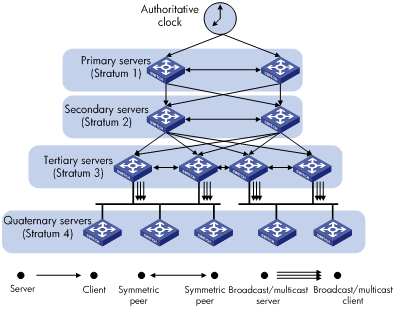 Authoritative
clock
Primary servers
(Stratum 1)
Secondary servers
(Stratum 2)
Tertiary servers
(Stratum 3)
Quaternary servers
(Stratum 4)
Server
Client
Symmetric
peer
Symmetric
peer
Broadcast/multicast
server
Broadcast/multicast
client